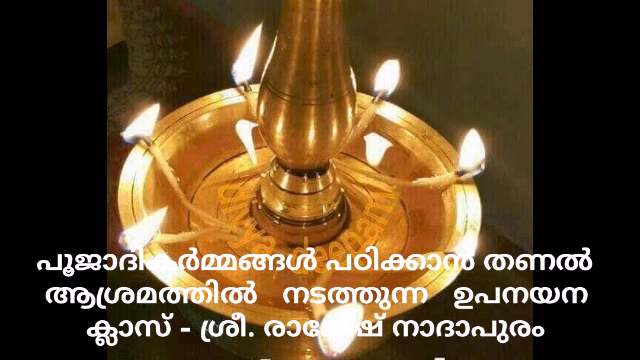 പൂജാദികർമ്മങ്ങൾ പഠിക്കാൻ തണൽ
ആശ്രമത്തിൽ നടത്തുന്ന ഉപനയന
ക്ലാസ് - ശ്രീ. രാജേഷ് നാദാപുരം